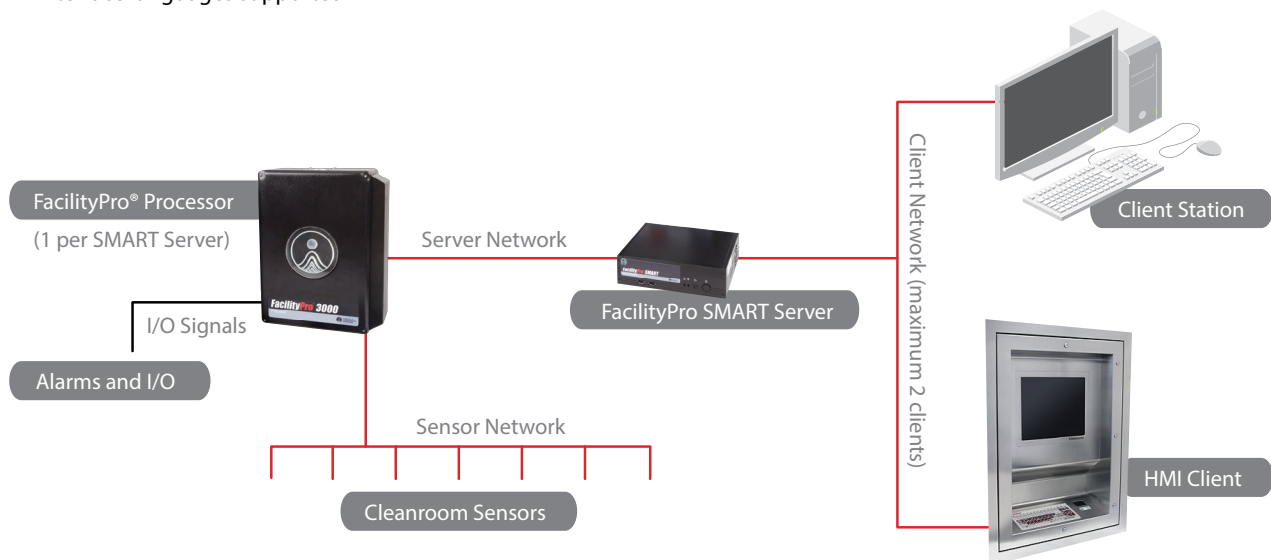 FacilityPro® Processor
(1 per SMART Server)
FacilityPro 3000
I/O Signals
Alarms and I/O
Server Network
FacilityPro SMART
FacilityPro SMART Server
Sensor Network
Cleanroom Sensors
Client Network (maximum 2 clients)
Client Station
HMI Client